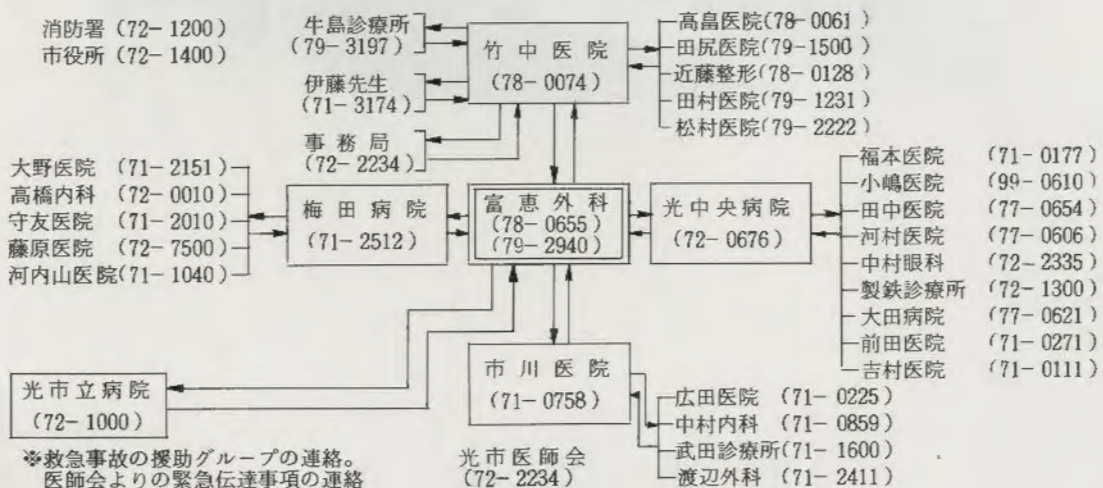 消防署 (72-1200)
市役所 (72-1400)
牛島診療所
(79-3197)
伊藤先生
(71-3174)
事務局
(72-2234)
竹中医院
(78-0074)
高畠医院(78-0061)
田尻医院(79-1500)
近藤整形(78-0128)
田村医院(79-1231)
松村医院(79-2222)
大野医院 (71-2151)
高橋内科 (72-0010)
守友医院 (71-2010)
藤原医院 (72-7500)
河内山医院(71-1040)
梅田病院
(71-2512)
富恵外科
(78-0655)
(79-2940)
光中央病院
(72-0676)
福本医院 (71-0177)
小嶋医院 (99-0610)
田中医院 (77-0654)
河村医院 (77-0606)
中村眼科 (72-2335)
製鉄診療所 (72-1300)
大田病院 (77-0621)
前田医院 (71-0271)
吉村医院 (71-0111)
光市立病院
(72-1000)
市川医院
(71-0758)
広田医院 (71-0225)
中村内科 (71-0859)
武田診療所(71-1600)
渡辺外科 (71-2411)
※救急事故の援助グループの連絡。
医師会よりの緊急伝達事項の連絡
光市医師会
(72-2234)